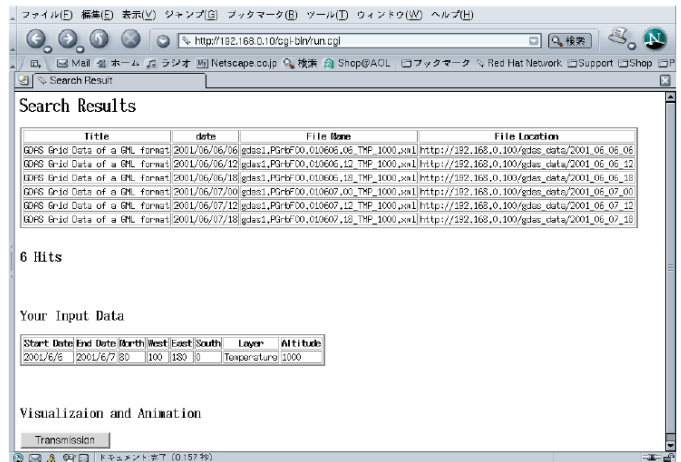 ファイル(F) 編集(E) 表示(V) ジャンプ(G) ブックマーク(B) ツール(T) ウィンドウ(W) ヘルプ(H)
http://192.168.0.10/cgi-bin/run.cgi 検索
Mail ホーム ラジオ Netscape.co.jp 検索 Shop@AOL ブックマーク Red Hat Network Support Shop
Search Result
Search Results
Title date File Name File Location
GDAS Grid Data of a GML format 2001/06/06/06 gdas1.PGrbF00.010606.06_TMP_1000.xml http://192.168.0.100/gdas_data/2001_06_06_06
GDAS Grid Data of a GML format 2001/06/06/12 gdas1.PGrbF00.010606.12_TMP_1000.xml http://192.168.0.100/gdas_data/2001_06_06_12
GDAS Grid Data of a GML format 2001/06/06/18 gdas1.PGrbF00.010606.18_TMP_1000.xml http://192.168.0.100/gdas_data/2001_06_06_18
GDAS Grid Data of a GML format 2001/06/07/00 gdas1.PGrbF00.010607.00_TMP_1000.xml http://192.168.0.100/gdas_data/2001_06_07_00
GDAS Grid Data of a GML format 2001/06/07/12 gdas1.PGrbF00.010607.12_TMP_1000.xml http://192.168.0.100/gdas_data/2001_06_07_12
GDAS Grid Data of a GML format 2001/06/07/18 gdas1.PGrbF00.010607.18_TMP_1000.xml http://192.168.0.100/gdas_data/2001_06_07_18
6 Hits
Your Input Data
Start Date End Date North West East South Layer Altitude
2001/6/6 2001/6/7 80 100 180 0 Temperature 1000
Visualizaion and Animation
Transmission
ドキュメント:完了 (0.157 秒)